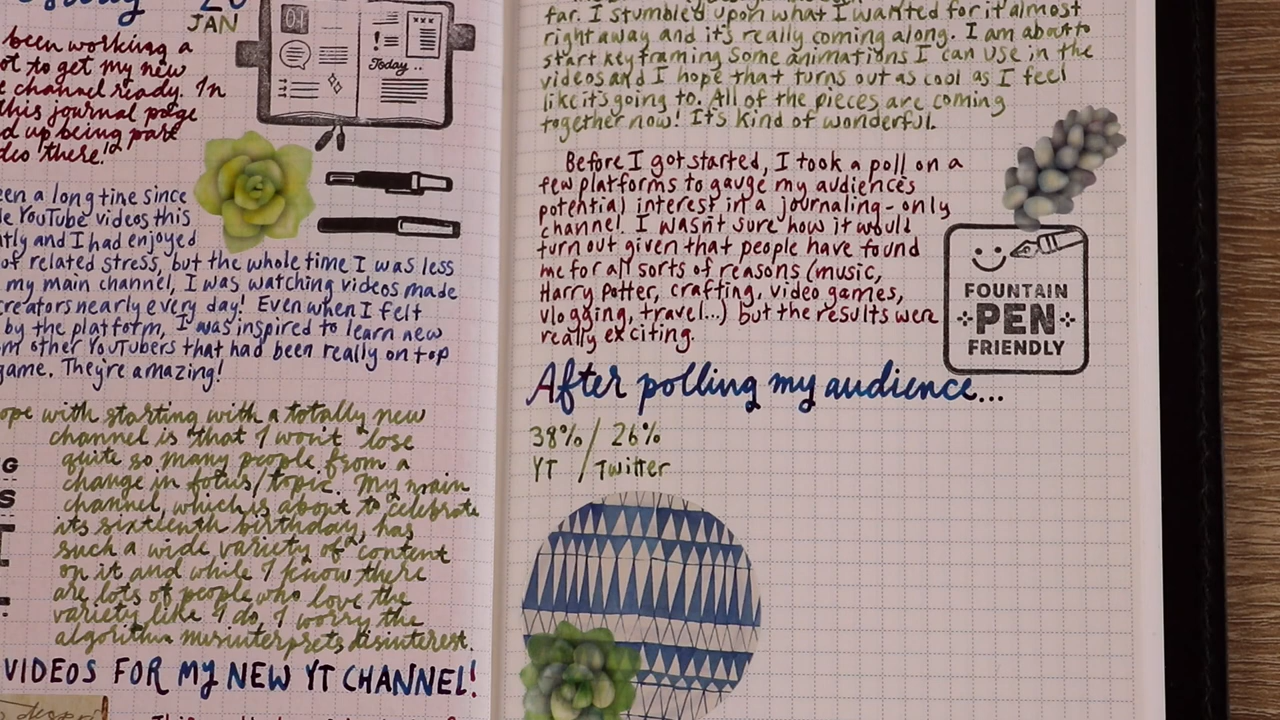 JAN
been working a
to get my new
channel ready. In
this journal page
up being part
there!
een a long time since
YouTube videos this
and I had enjoyed
of related stress, but the whole time I was less
my main channel, I was watching videos made
creators nearly every day! Even when I felt
by the platform, I was inspired to learn new
other YouTubers that had been really on top
game. They're amazing!
ope with starting with a totally new
channel is that I won't "lose
quite so many people from a
change in focus/topic. My main
channel, which is about to celebrate
its sixteenth birthday, has
such a wide variety of content
on it and while I know there
are lots of people who love the
variety like I do, I worry the
algorithm misinterprets disinterest.
VIDEOS FOR MY NEW YT CHANNEL!
01
Today..
far. I stumbled upon what I wanted for it almost
right away and it's really coming along. I am about to
start keyframing some animations I can use in the
videos and I hope that turns out as cool as I feel
like it's going to. All of the pieces are coming
together now! It's kind of wonderful.
Before I got started, I took a poll on a
few platforms to gauge my audience's
potential interest in a journaling-only
channel. I wasn't sure how it would
turn out given that people have found
me for all sorts of reasons (music,
Harry Potter, crafting, video games,
vlogging, travel...) but the results were
really exciting.
FOUNTAIN
PEN
FRIENDLY
After polling my audience...
38% / 26%
YT / Twitter